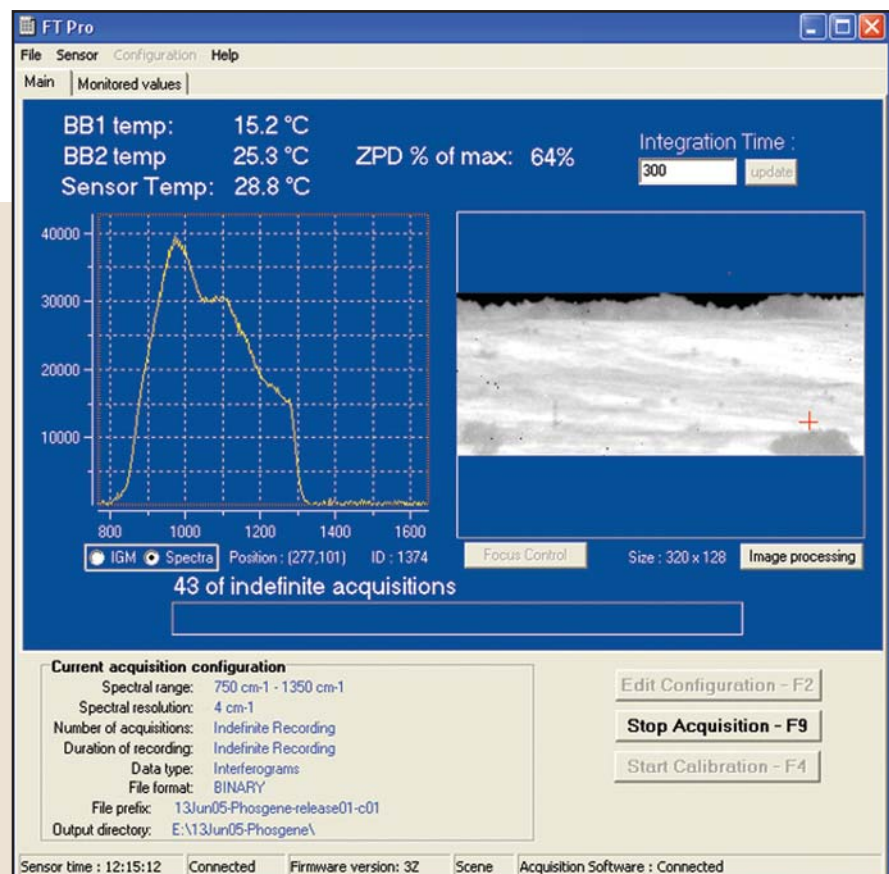 FT Pro
File Sensor Configuration Help
Main Monitored values
BB1 temp: 15.2 °C
BB2 temp 25.3 °C
Sensor Temp: 28.8 °C
ZPD % of max: 64%
Integration Time :
300 update
40000
30000
20000
10000
800 1000 1200 1400 1600
IGM Spectra Position : (277,101) ID : 1374
Focus Control Size : 320 x 128 Image processing
43 of indefinite acquisitions
Current acquisition configuration
Spectral range: 750 cm-1 - 1350 cm-1
Spectral resolution: 4 cm-1
Number of acquisitions: Indefinite Recording
Duration of recording: Indefinite Recording
Data type: Interferograms
File format: BINARY
File prefix: 13Jun05-Phosgene-release01-c01
Output directory: E:\13Jun05-Phosgene\
Edit Configuration - F2
Stop Acquisition - F9
Start Calibration - F4
Sensor time : 12:15:12 Connected Firmware version: 3Z Scene Acquisition Software : Connected